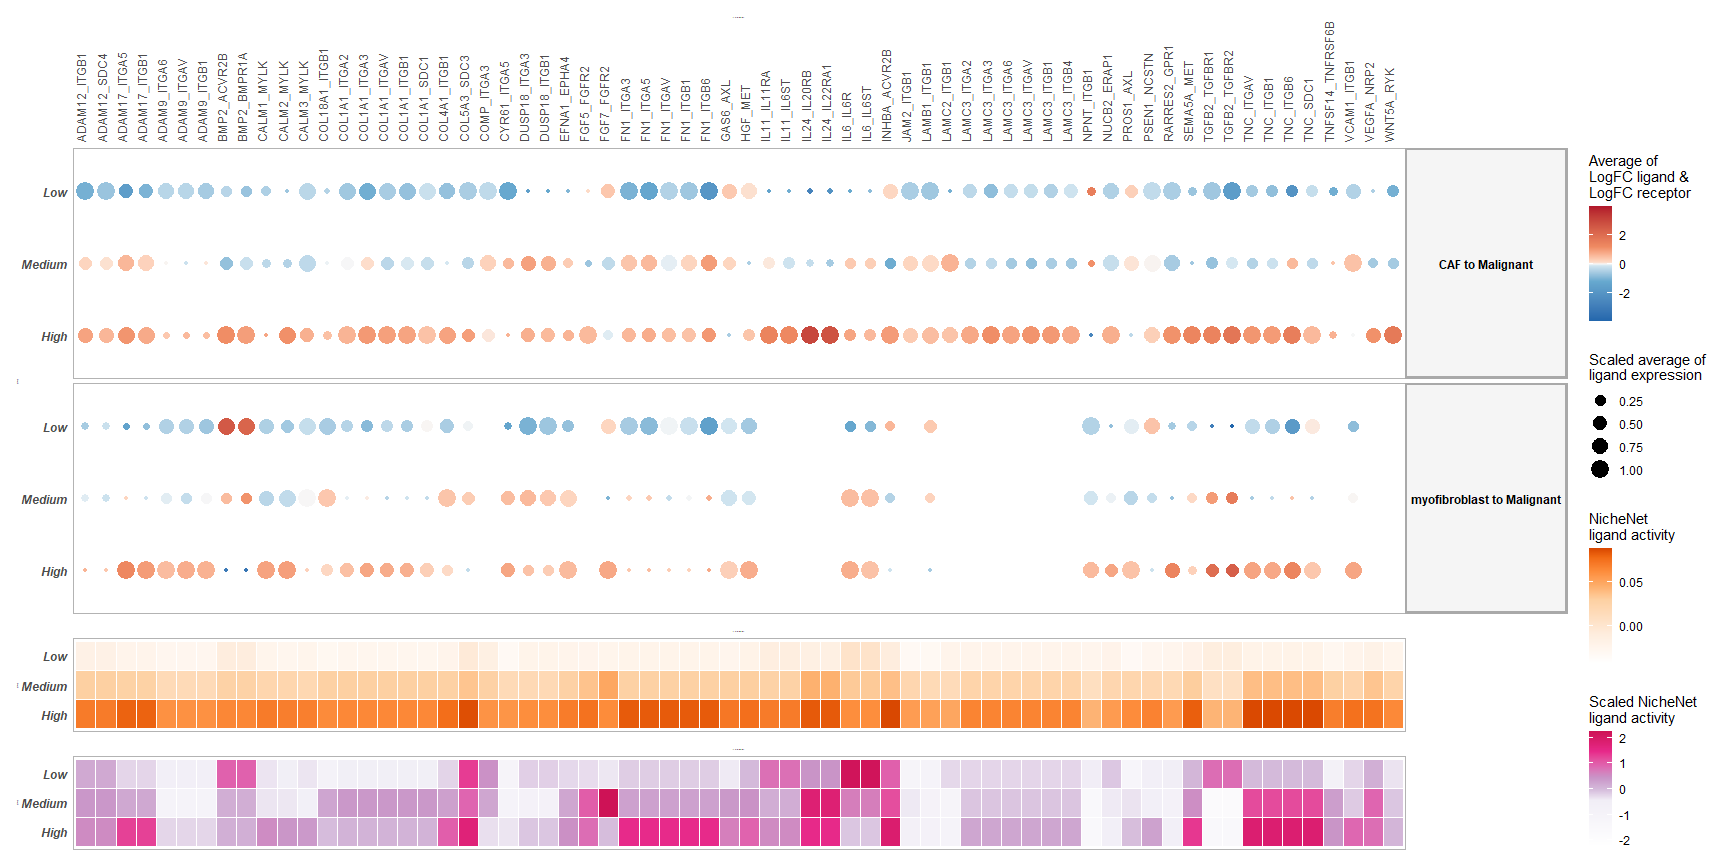 ADAM12_ITGB1
ADAM12_SDC4
ADAM17_ITGA5
ADAM17_ITGB1
ADAM9_ITGA6
ADAM9_ITGAV
ADAM9_ITGB1
BMP2_ACVR2B
BMP2_BMPR1A
CALM1_MYLK
CALM2_MYLK
CALM3_MYLK
COL18A1_ITGB1
COL1A1_ITGA2
COL1A1_ITGA3
COL1A1_ITGAV
COL1A1_ITGB1
COL1A1_SDC1
COL4A1_ITGB1
COL5A3_SDC3
COMP_ITGA3
CYR61_ITGA5
DUSP18_ITGA3
DUSP18_ITGB1
EFNA1_EPHA4
FGF5_FGFR2
FGF7_FGFR2
FN1_ITGA3
FN1_ITGA5
FN1_ITGAV
FN1_ITGB1
FN1_ITGB6
GAS6_AXL
HGF_MET
IL11_IL11RA
IL11_IL6ST
IL24_IL20RB
IL24_IL22RA1
IL6_IL6R
IL6_IL6ST
INHBA_ACVR2B
JAM2_ITGB1
LAMB1_ITGB1
LAMC2_ITGB1
LAMC3_ITGA2
LAMC3_ITGA3
LAMC3_ITGA6
LAMC3_ITGAV
LAMC3_ITGB1
LAMC3_ITGB4
NPNT_ITGB1
NUCB2_ERAP1
PROS1_AXL
PSEN1_NCSTN
RARRES2_GPR1
SEMA5A_MET
TGFB2_TGFBR1
TGFB2_TGFBR2
TNC_ITGAV
TNC_ITGB1
TNC_ITGB6
TNC_SDC1
TNFSF14_TNFRSF6B
VCAM1_ITGB1
VEGFA_NRP2
WNT5A_RYK
Low
Medium
High
CAF to Malignant
Low
Medium
High
myofibroblast to Malignant
Low
Medium
High
Low
Medium
High
Average of
LogFC ligand &
LogFC receptor
2
0
-2
Scaled average of
ligand expression
0.25
0.50
0.75
1.00
NicheNet
ligand activity
0.05
0.00
Scaled NicheNet
ligand activity
2
1
0
-1
-2